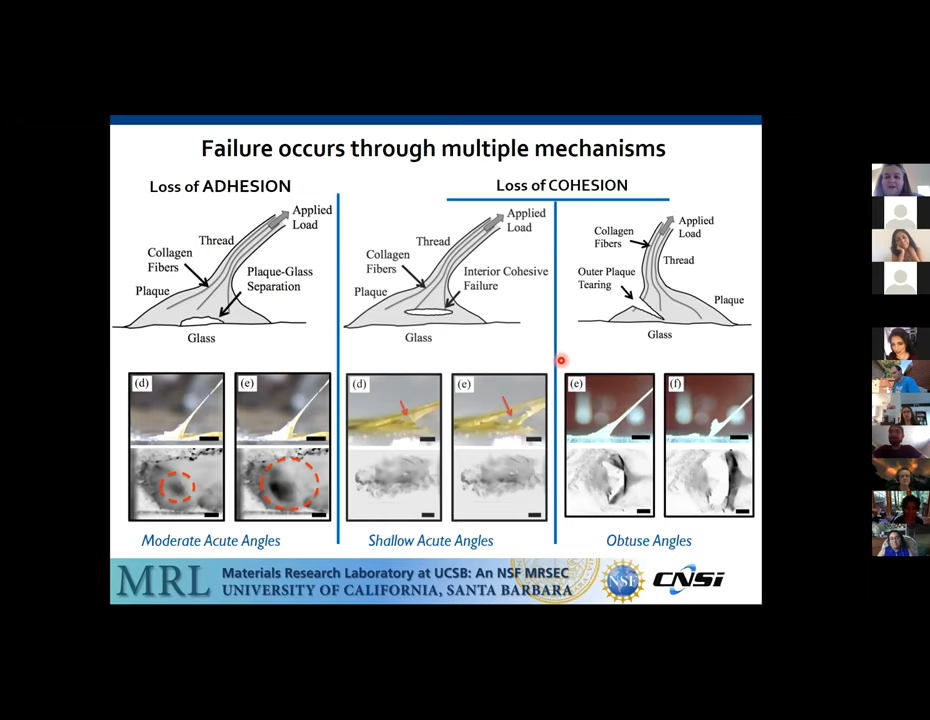 Failure occurs through multiple mechanisms
Loss of ADHESION
Loss of COHESION
Applied
Load
Thread
Collagen
Fibers
Plaque-Glass
Separation
Plaque
Glass
Applied
Load
Thread
Collagen
Fibers
Interior Cohesive
Failure
Plaque
Glass
Applied
Load
Collagen
Fibers
Thread
Outer Plaque
Tearing
Plaque
Glass
(d)
(e)
(d)
(e)
(e)
(f)
Moderate Acute Angles
Shallow Acute Angles
Obtuse Angles
MRL
Materials Research Laboratory at UCSB: An NSF MRSEC
UNIVERSITY OF CALIFORNIA, SANTA BARBARA
NSF
CNSi